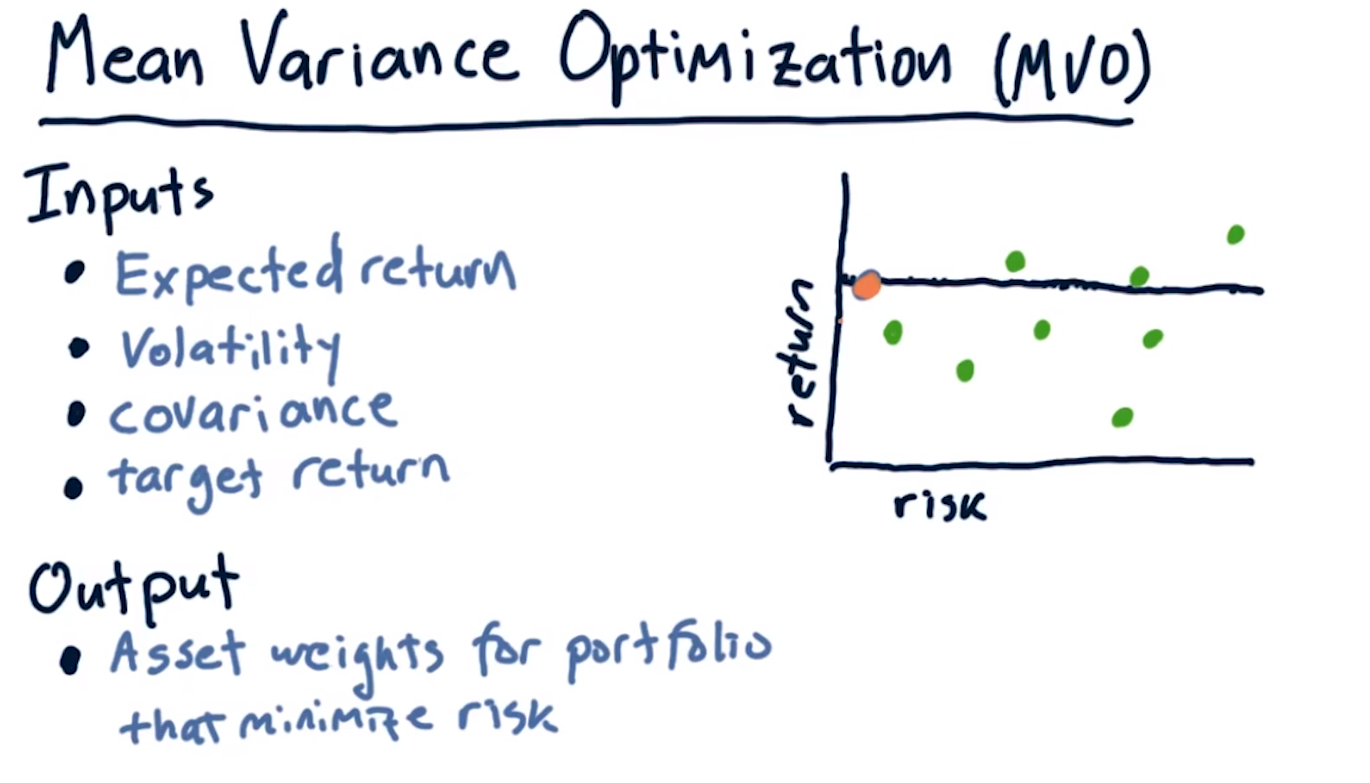 Mean Variance Optimization (MVO)
Inputs
• Expected return
• Volatility
• covariance
• target return
Output
• Asset weights for portfolio
that minimize risk
return
risk